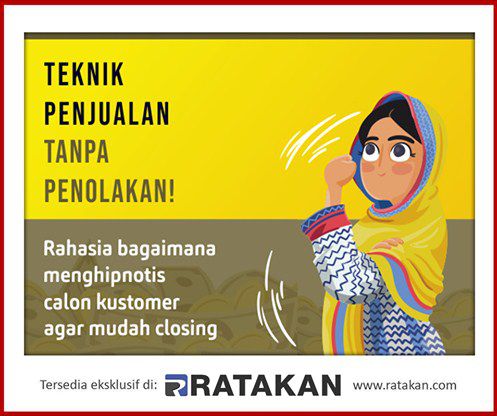 TEKNIK
PENJUALAN
TANPA
PENOLAKAN!
Rahasia bagaimana
menghipnotis
calon kustomer
agar mudah closing
Tersedia eksklusif di: RATAKAN www.ratakan.com